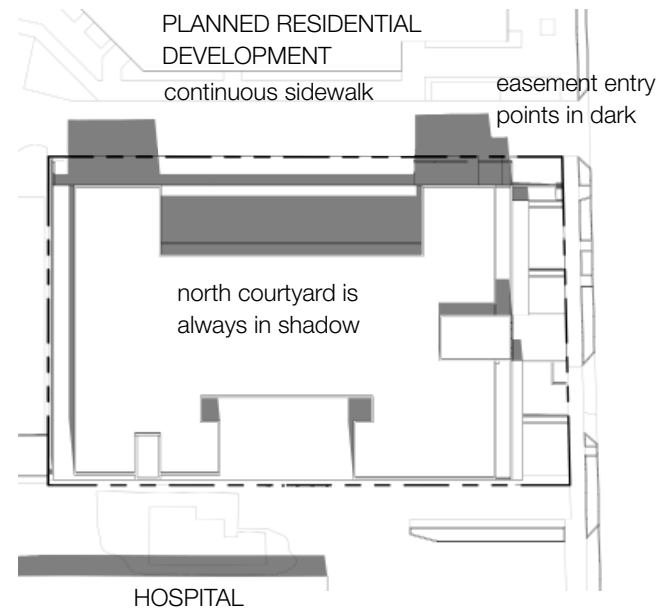 PLANNED RESIDENTIAL
DEVELOPMENT
continuous sidewalk
easement entry
points in dark
north courtyard is
always in shadow
HOSPITAL